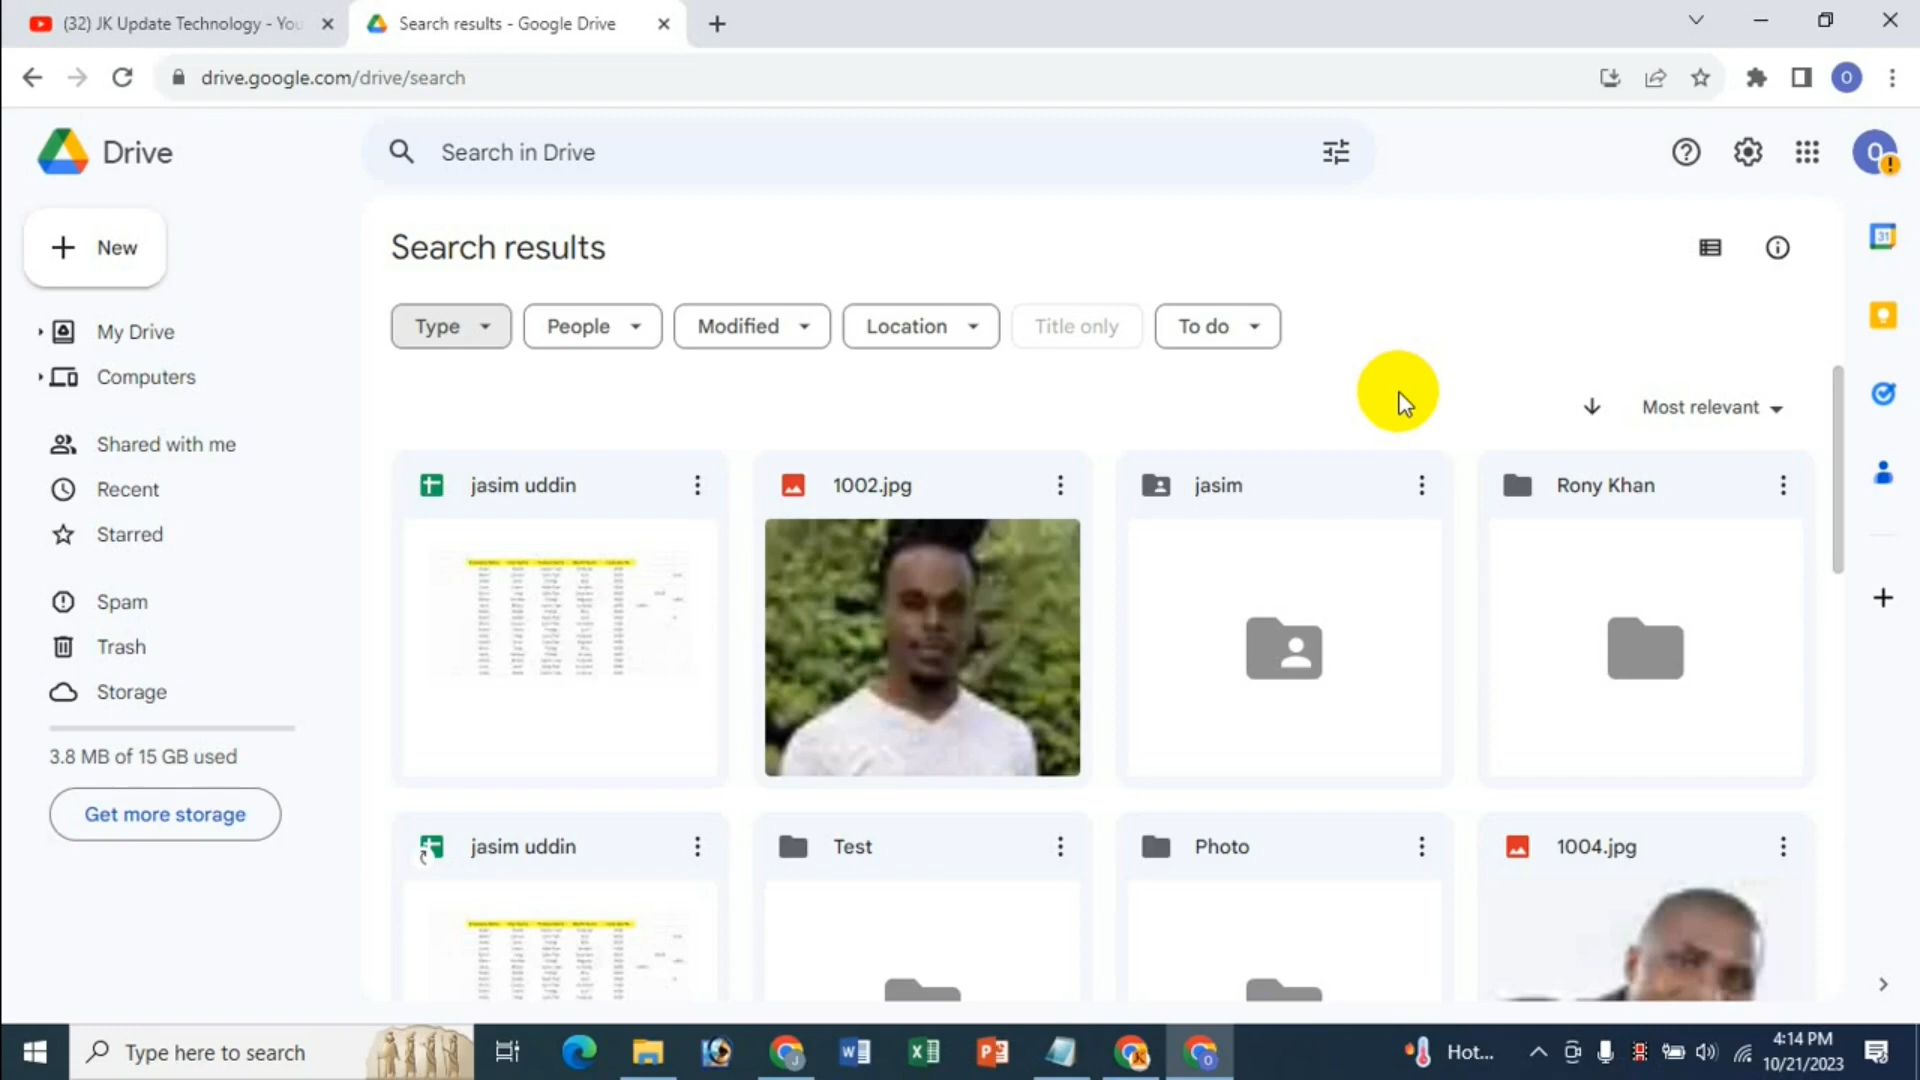 (32) JK Update Technology - You
Search results - Google Drive
drive.google.com/drive/search
O
Drive
Search in Drive
O
New
Search results
31
Type
People
Modified
Location
Title only
To do
My Drive
Computers
Most relevant
Shared with me
Recent
Starred
jasim uddin
1002.jpg
jasim
Rony Khan
Spam
Trash
Storage
3.8 MB of 15 GB used
Get more storage
jasim uddin
Test
Photo
1004.jpg
Type here to search
Hot...
4:14 PM
10/21/2023